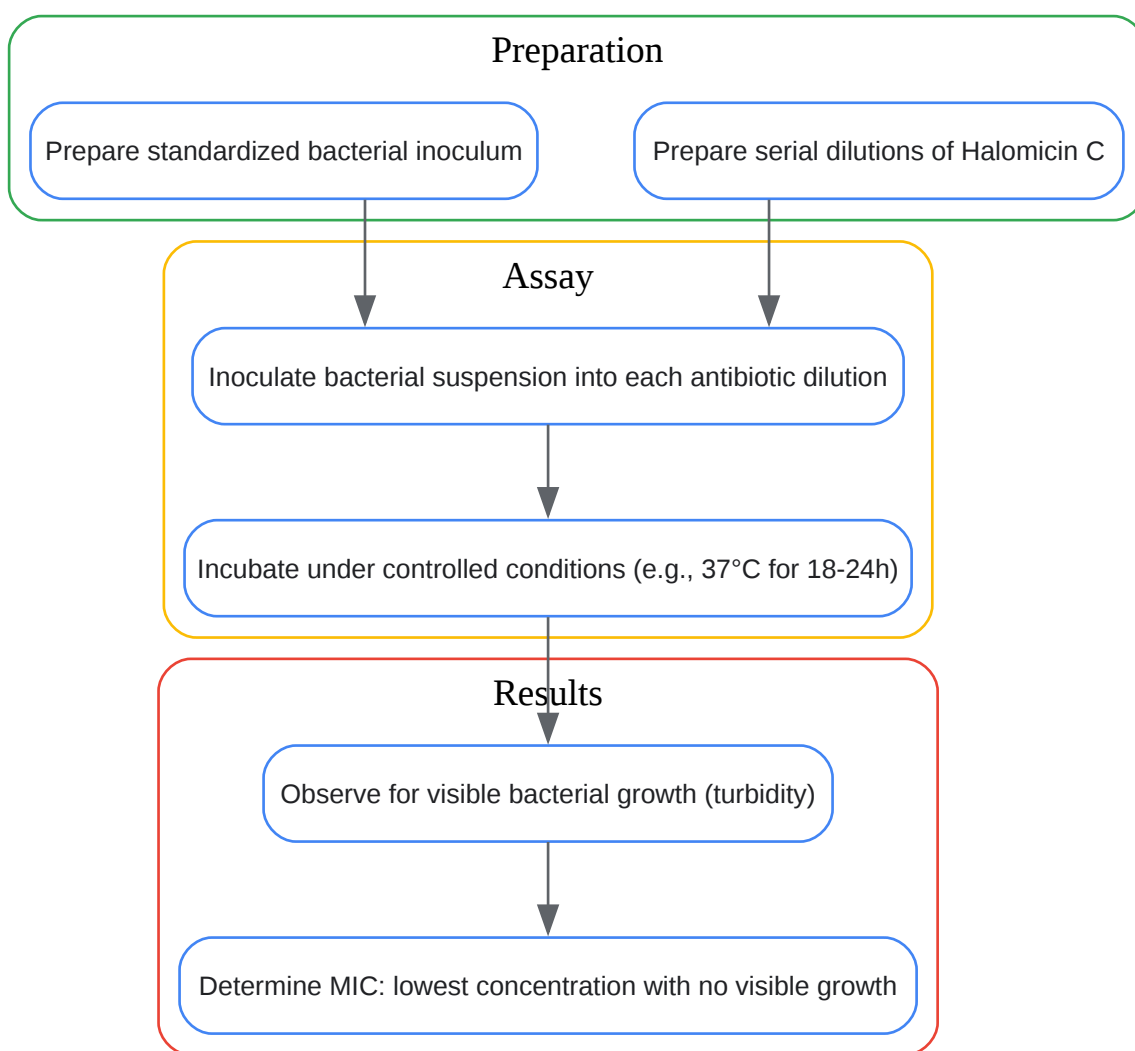 Preparation
Prepare standardized bacterial inoculum
Prepare serial dilutions of Halomicin C
Assay
Inoculate bacterial suspension into each antibiotic dilution
Incubate under controlled conditions (e.g., 37°C for 18-24h)
Results
Observe for visible bacterial growth (turbidity)
Determine MIC: lowest concentration with no visible growth